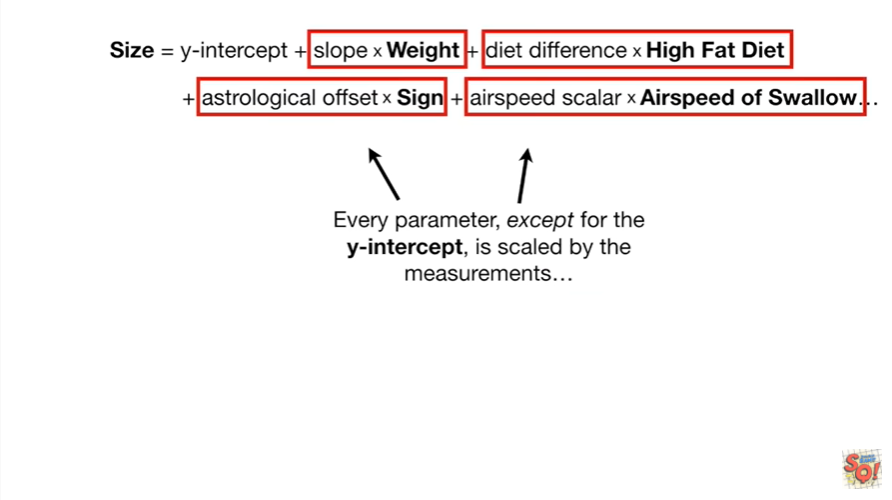 Size = y-intercept + slope x Weight + diet difference x High Fat Diet
+ astrological offset x Sign + airspeed scalar x Airspeed of Swallow…
Every parameter, except for the
y-intercept, is scaled by the
measurements…
SQ!